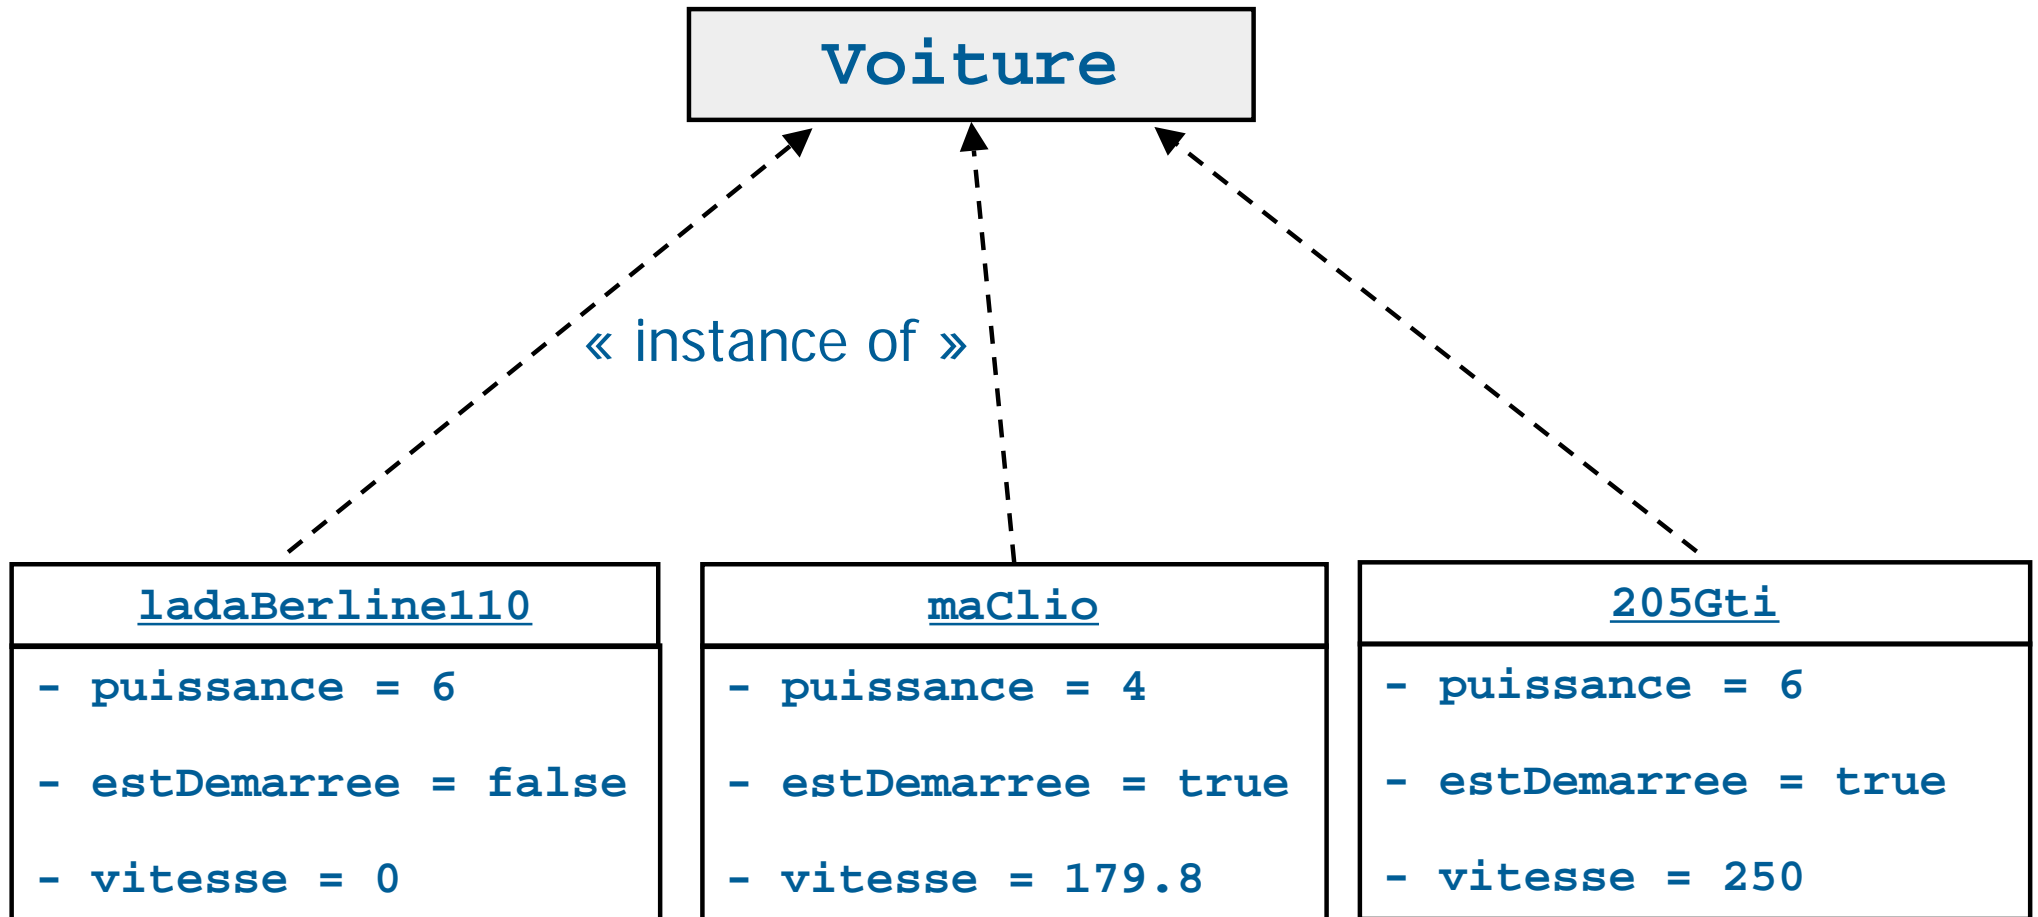 Voiture
« instance of »
ladaBerline110
- puissance = 6
- estDemarree = false
- vitesse = 0
maClio
- puissance = 4
- estDemarree = true
- vitesse = 179.8
205Gti
- puissance = 6
- estDemarree = true
- vitesse = 250